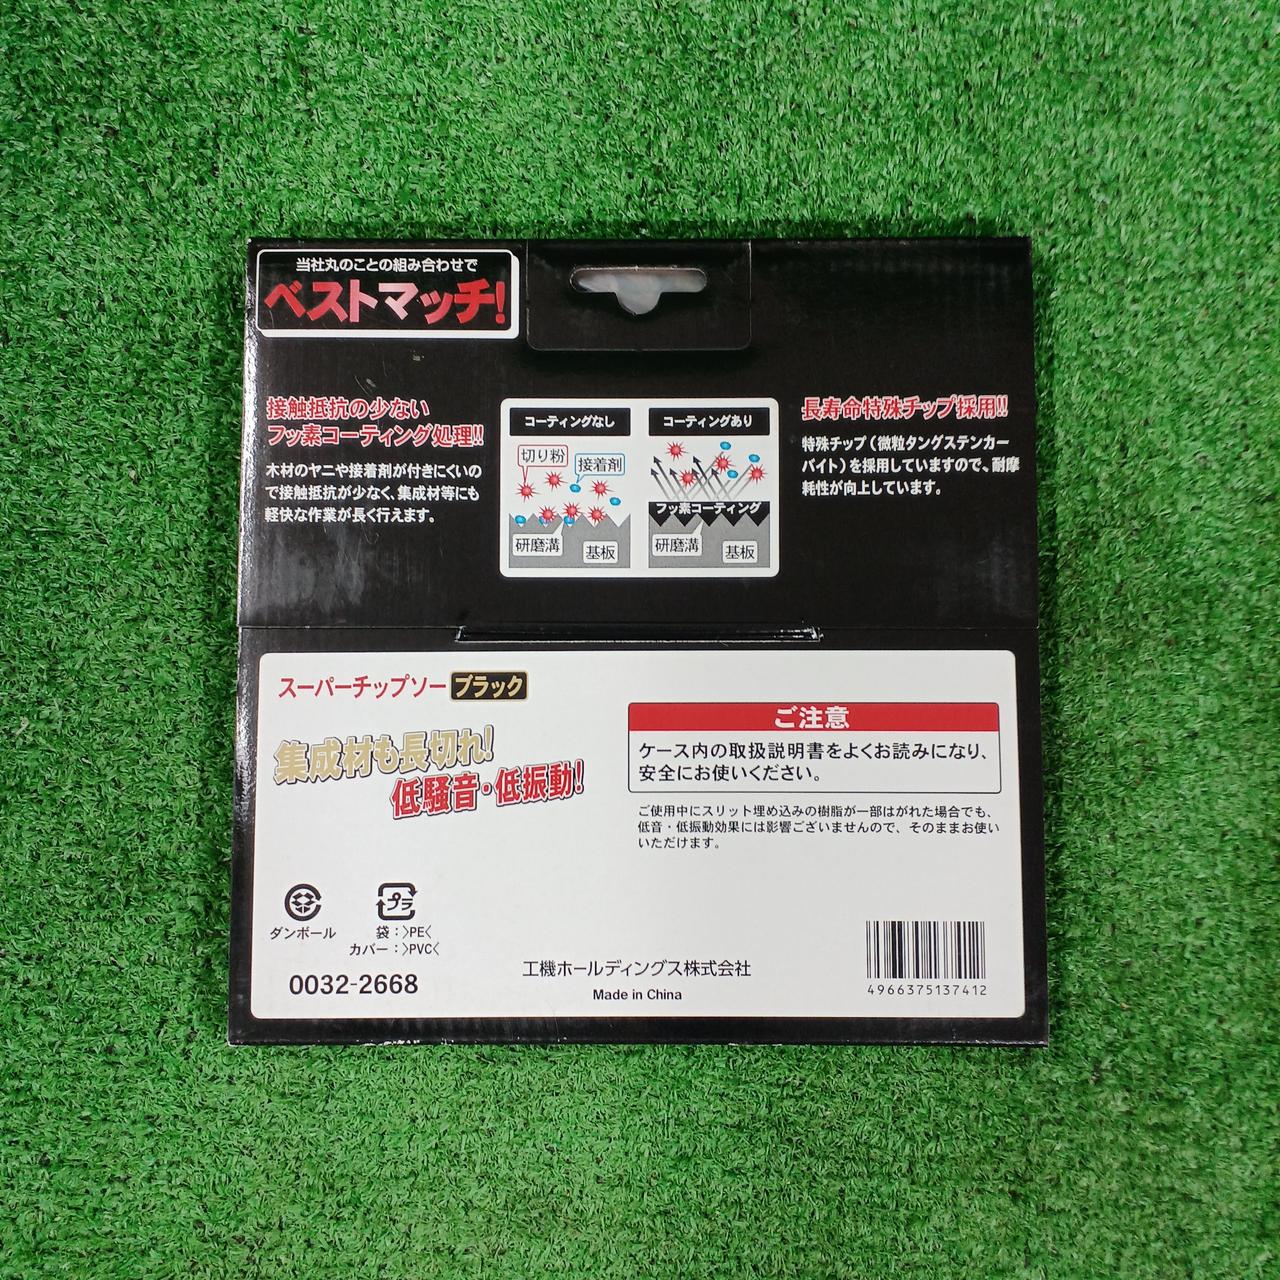 当社丸のことの組み合わせで
ベストマッチ!
接触抵抗の少ない
フッ素コーティング処理!!
木材のヤニや接着剤が付きにくいの
で接触抵抗が少なく、集成材等にも
軽快な作業が長く行えます。
コーティングなし
切り粉
接着剤
研磨溝
基板
コーティングあり
フッ素コーティング
研磨溝
基板
長寿命特殊チップ採用!!
特殊チップ(微粒タングステンカー
バイト)を採用していますので、耐摩
耗性が向上しています。
スーパーチップソー ブラック
集成材も長切れ!
低騒音・低振動!
ご注意
ケース内の取扱説明書をよくお読みになり、
安全にお使いください。
ご使用中にスリット埋め込みの樹脂が一部はがれた場合でも、
低音・低振動効果には影響ございませんので、そのままお使い
いただけます。
ダンボール
プラ
袋:>PE<
カバー:>PVC<
0032-2668
工機ホールディングス株式会社
Made in China
4966375137412